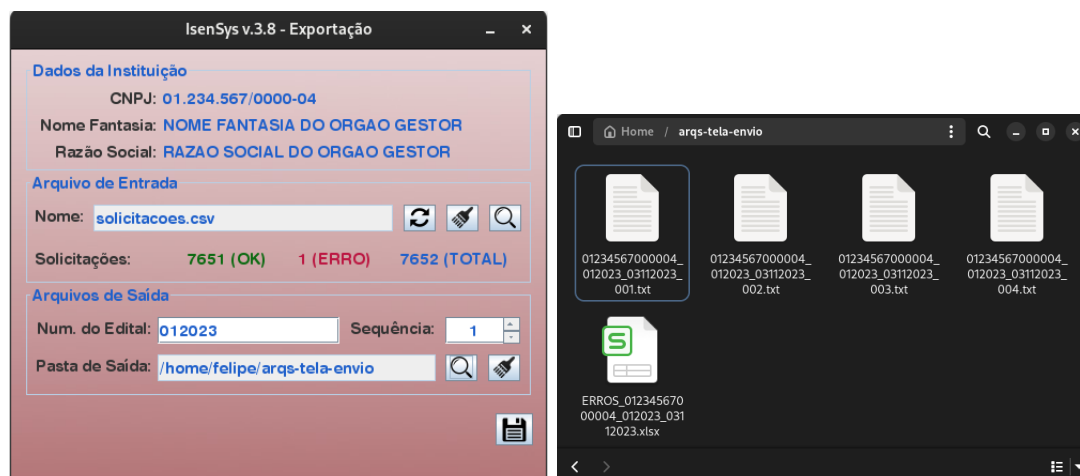 IsenSys v.3.8 - Exportação
Dados da Instituição
CNPJ: 01.234.567/0000-04
Nome Fantasia: NOME FANTASIA DO ORGAO GESTOR
Razão Social: RAZAO SOCIAL DO ORGAO GESTOR
Arquivo de Entrada
Nome: solicitacoes.csv
Solicitações: 7651 (OK) 1 (ERRO) 7652 (TOTAL)
Arquivos de Saída
Num. do Edital: 012023 Sequência: 1
Pasta de Saída: /home/felipe/arqs-tela-envio
Home / arqs-tela-envio
01234567000004_
012023_03112023_
001.txt
01234567000004_
012023_03112023_
002.txt
01234567000004_
012023_03112023_
003.txt
01234567000004_
012023_03112023_
004.txt
S
ERROS_012345670
00004_012023_031
12023.xlsx